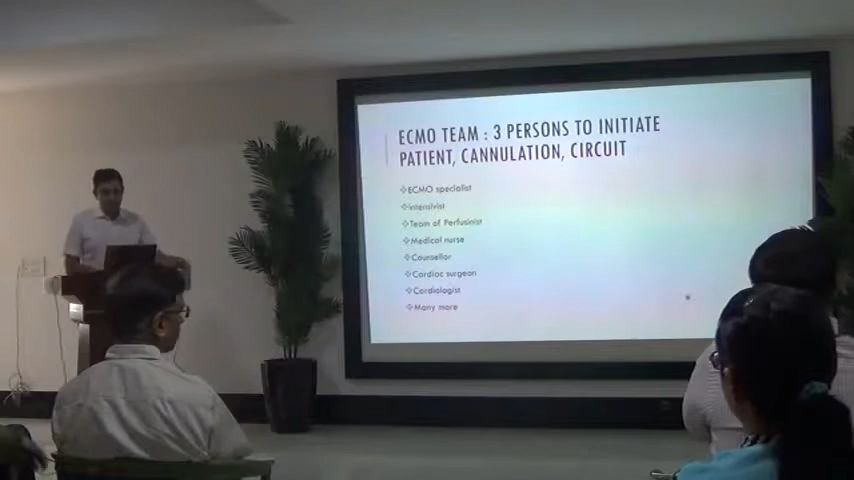 ECMO TEAM : 3 PERSONS TO INITIATE
PATIENT, CANNULATION, CIRCUIT
❖ECMO specialist
❖Intensivist
❖Team of Perfusinist
❖Medical nurse
❖Counsellor
❖Cardiac surgeon
❖Cardiologist
❖Many more